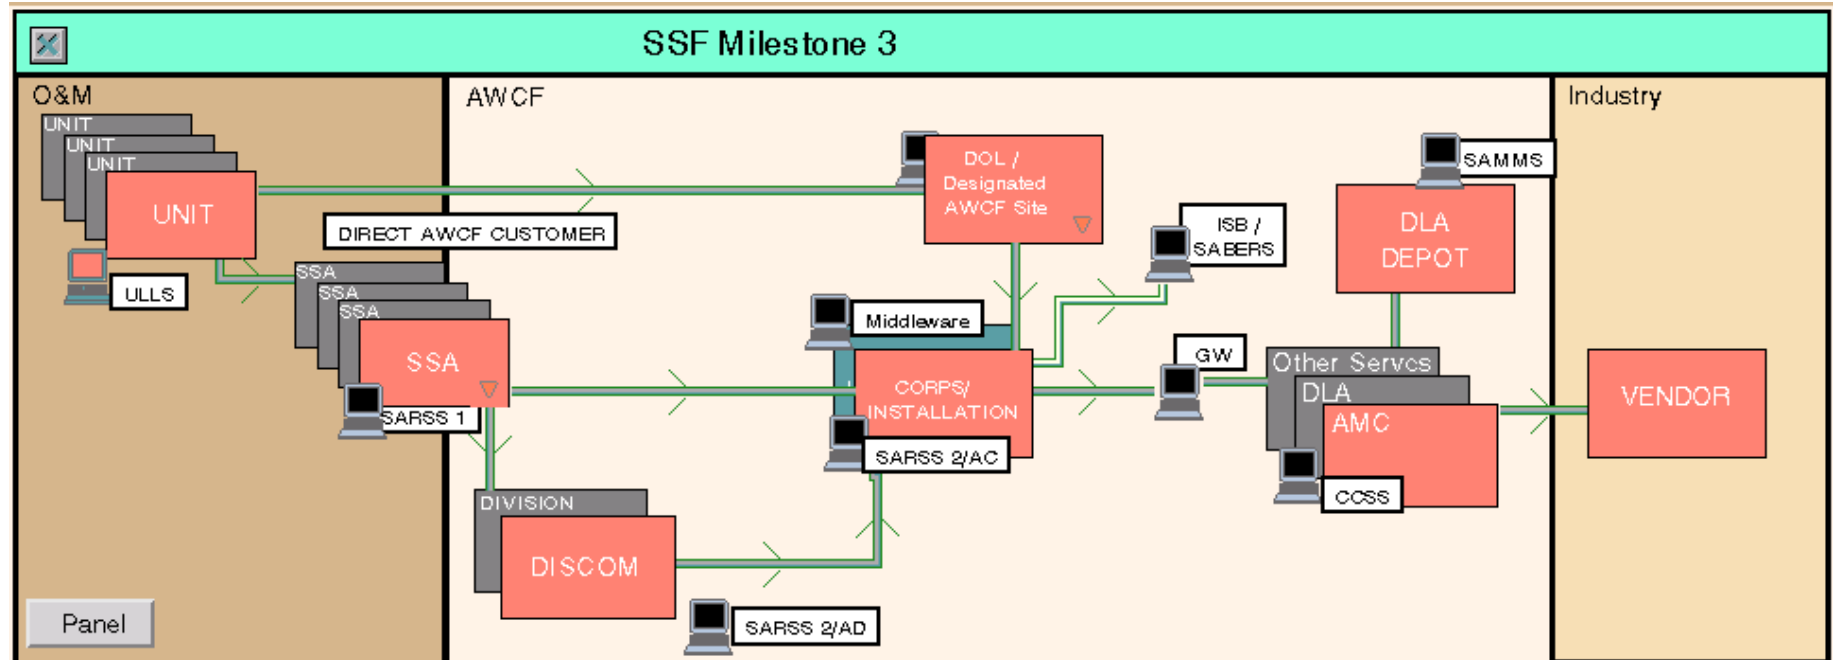 SSF Milestone 3
O&M
AWCF
Industry
UNIT
UNIT
UNIT
UNIT
ULLS
DIRECT AWCF CUSTOMER
SSA
SSA
SSA
SSA
SARSS 1
DIVISION
DISCOM
SARSS 2/AD
DOL /
Designated
AWCF Site
Middleware
CORPS/
INSTALLATION
SARSS 2/AC
ISB /
SABERS
GW
SAMMS
DLA
DEPOT
Other Servcs
DLA
AMC
CCSS
VENDOR
Panel